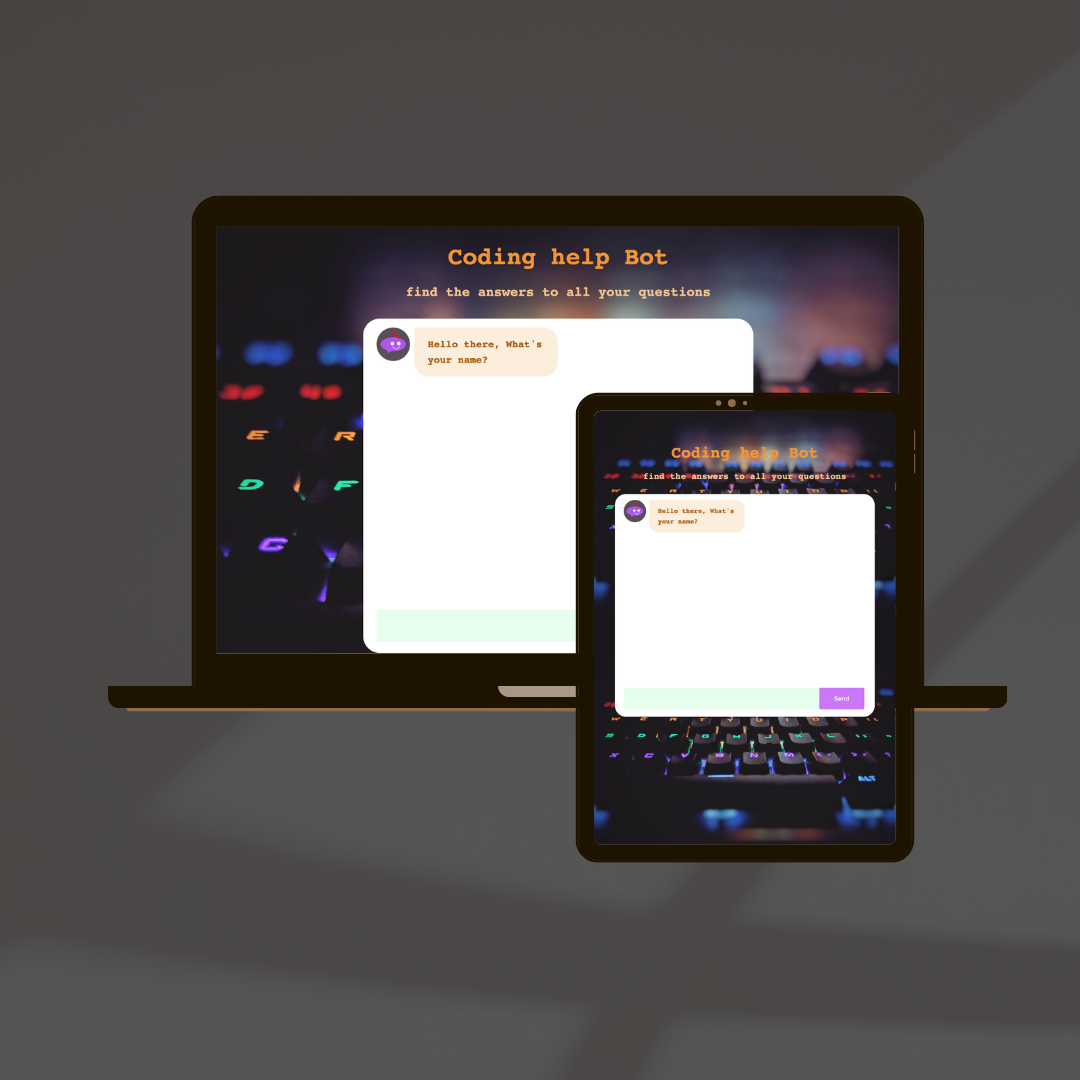 Coding help Bot
find the answers to all your questions
Hello there, What's
your name?
E R
D F
C
Coding help Bot
find the answers to all your questions
Hello there, What's
your name?
Send
ALT